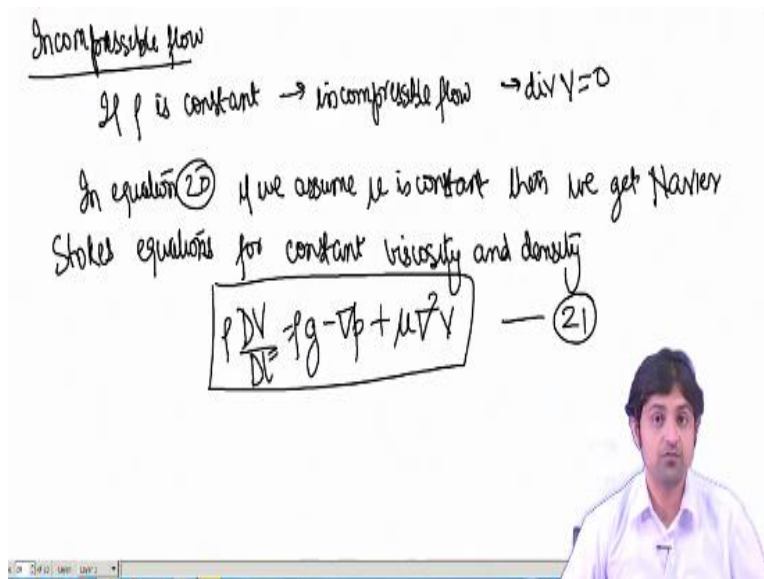 Incompressible flow
If ρ is constant → incompressible flow → div V = 0
In equation 20 if we assume μ is constant then we get Navier
Stokes equations for constant viscosity and density
ρ DV/Dt = ρg - ∇p + μ∇²V — 21